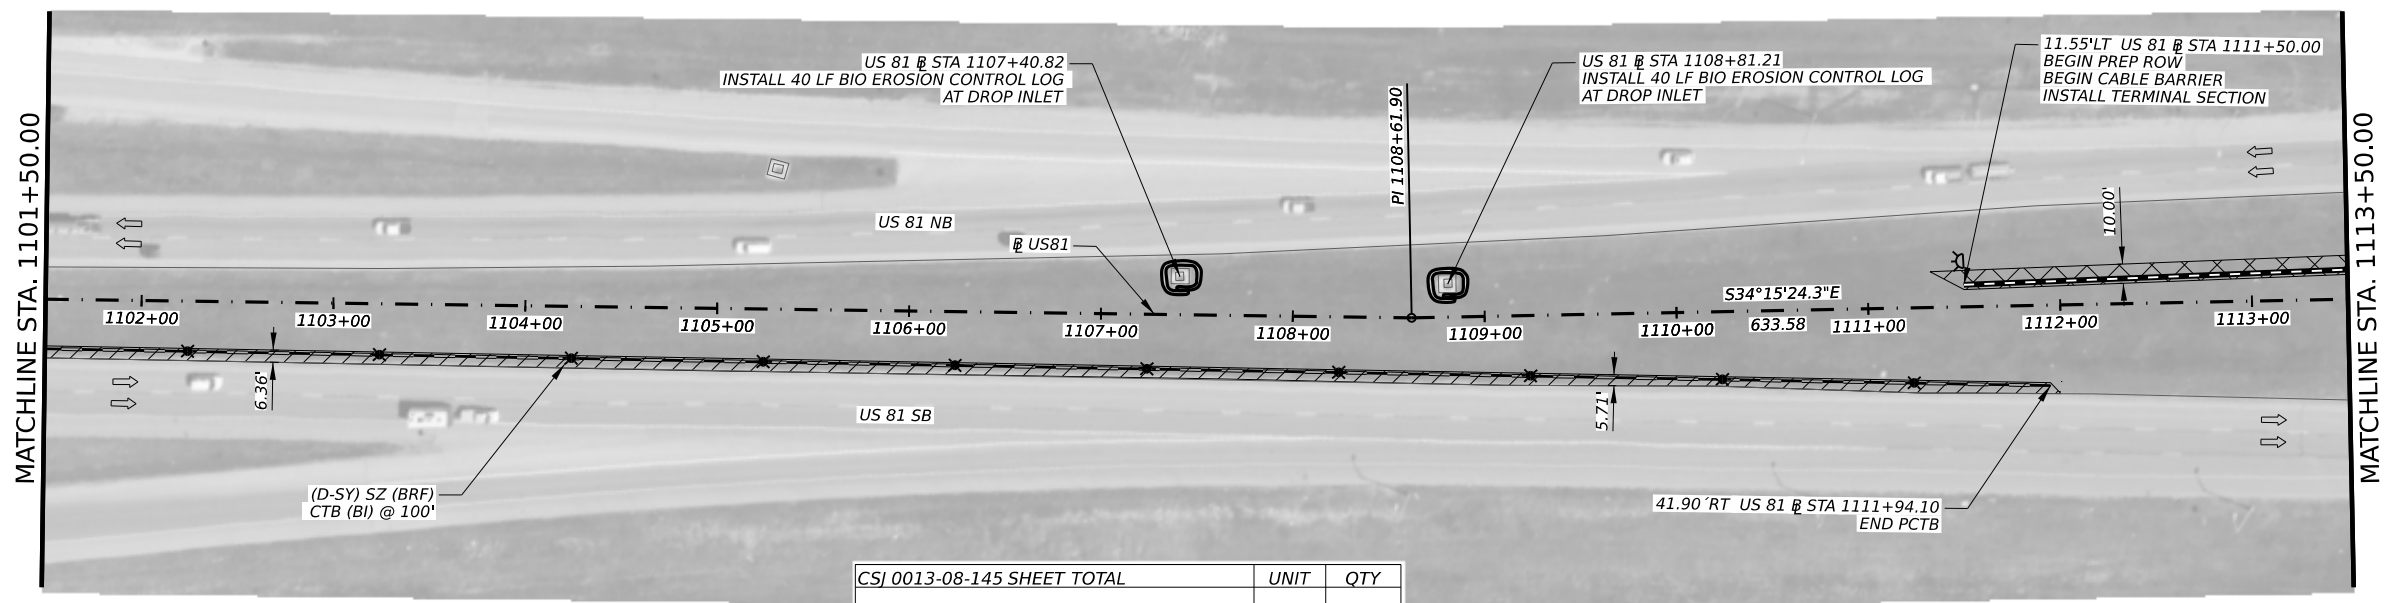 US 81 ℄ STA 1107+40.82
INSTALL 40 LF BIO EROSION CONTROL LOG
AT DROP INLET
US 81 ℄ STA 1108+81.21
INSTALL 40 LF BIO EROSION CONTROL LOG
AT DROP INLET
11.55'LT US 81 ℄ STA 1111+50.00
BEGIN PREP ROW
BEGIN CABLE BARRIER
INSTALL TERMINAL SECTION
MATCHLINE STA. 1101+50.00
PI 1108+61.90
MATCHLINE STA. 1113+50.00
US 81 NB
℄ US81
10.00'
S34°15'24.3"E
633.58
1102+00
1103+00
1104+00
1105+00
1106+00
1107+00
1108+00
1109+00
1110+00
1111+00
1112+00
1113+00
6.36'
5.71'
US 81 SB
(D-SY) SZ (BRF)
CTB (BI) @ 100'
41.90´RT US 81 ℄ STA 1111+94.10
END PCTB
CSJ 0013-08-145 SHEET TOTAL UNIT QTY